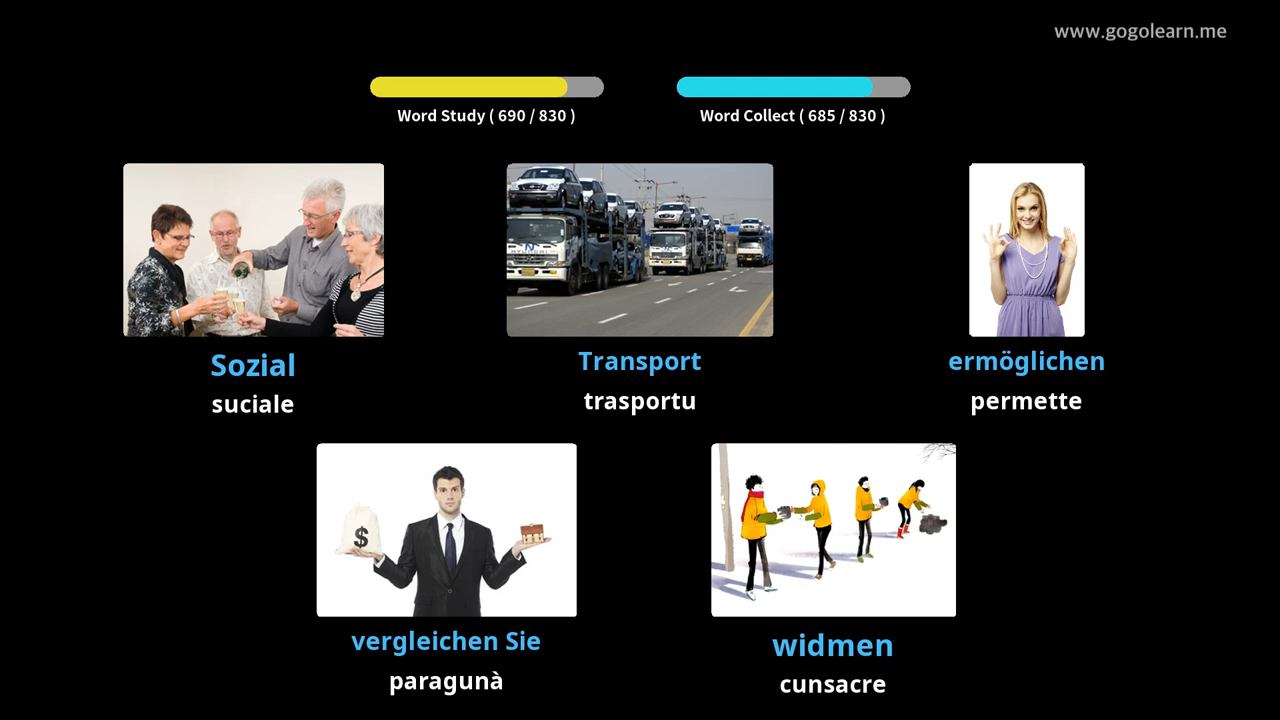 www.gogolearn.me
Word Study ( 690 / 830 )
Word Collect ( 685 / 830 )
Sozial
suciale
Transport
trasportu
ermöglichen
permette
$
vergleichen Sie
paragunà
widmen
cunsacre